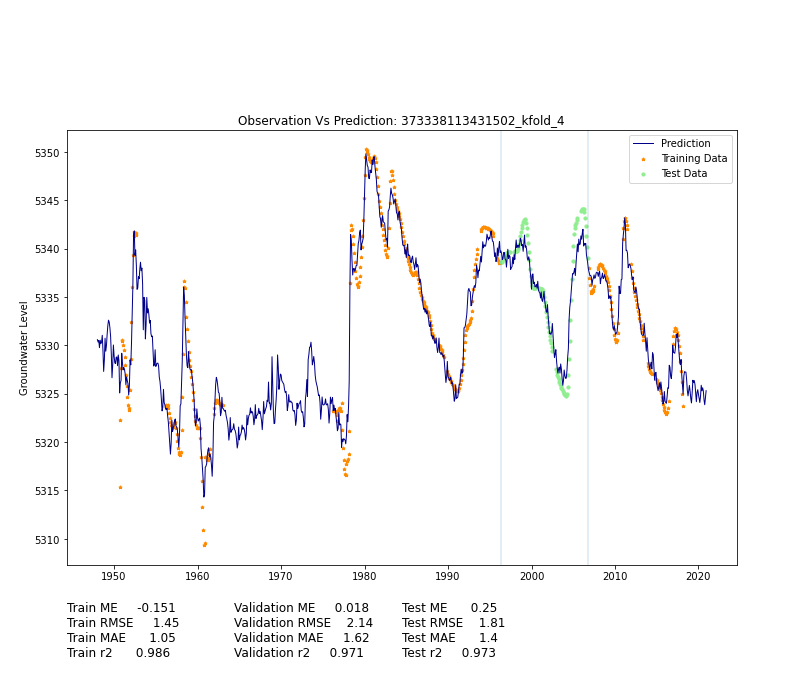 Observation Vs Prediction: 373338113431502_kfold_4
Prediction
Training Data
Test Data
Groundwater Level
5350
5345
5340
5335
5330
5325
5320
5315
5310
1950 1960 1970 1980 1990 2000 2010 2020
Train ME -0.151 Validation ME 0.018 Test ME 0.25
Train RMSE 1.45 Validation RMSE 2.14 Test RMSE 1.81
Train MAE 1.05 Validation MAE 1.62 Test MAE 1.4
Train r2 0.986 Validation r2 0.971 Test r2 0.973